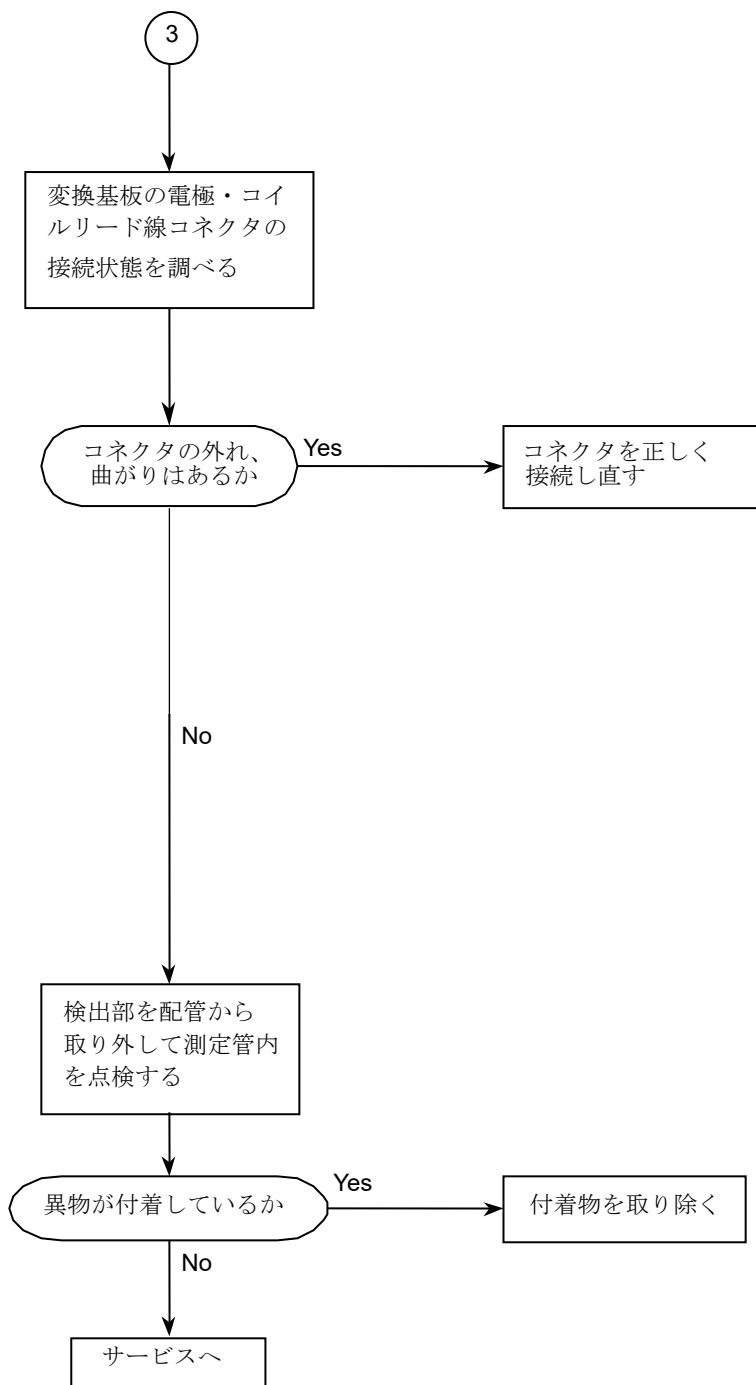 3
変換基板の電極・コイ
ルリード線コネクタの
接続状態を調べる
コネクタの外れ、
曲がりはあるか
Yes
コネクタを正しく
接続し直す
No
検出部を配管から
取り外して測定管内
を点検する
異物が付着しているか
Yes
付着物を取り除く
No
サービスへ